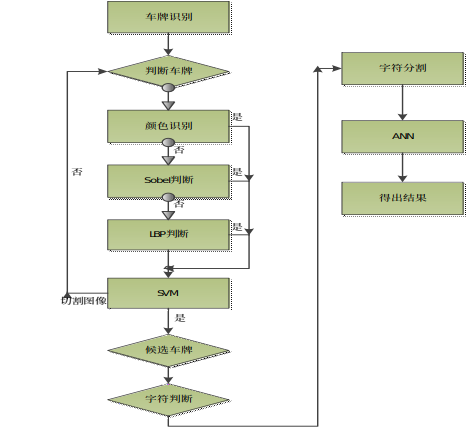 车牌识别
判断车牌
颜色识别
是
否
Sobel判断
是
否
LBP判断
是
否
切割图像
SVM
是
候选车牌
字符判断
字符分割
ANN
得出结果